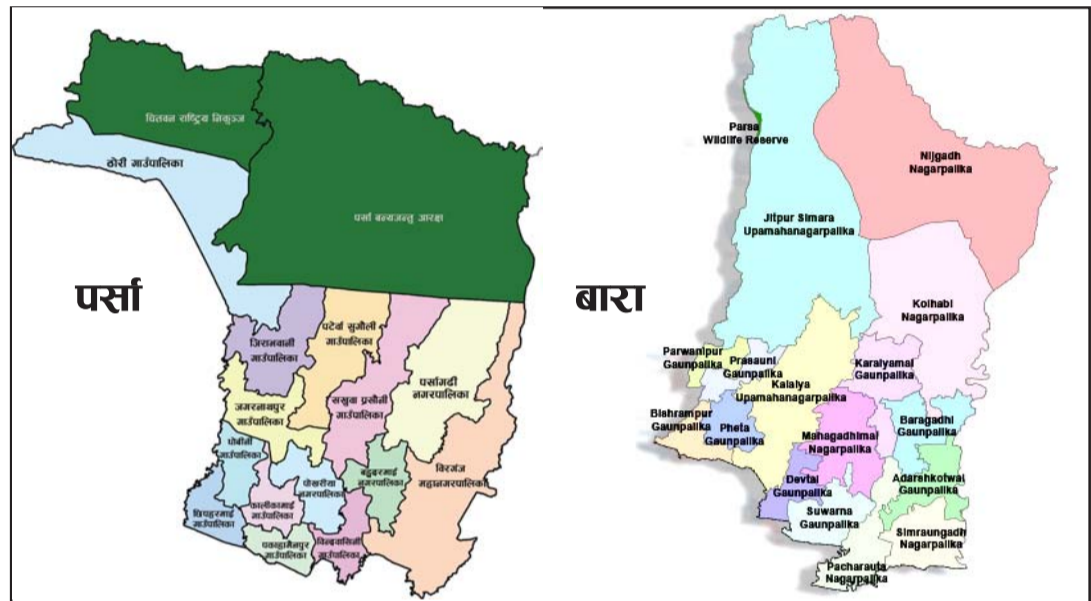 चितवन राष्ट्रिय निकुञ्ज
ठोरी गाउँपालिका
पर्सा बन्यजन्तु आरक्षा
पर्सा
जिराभवानी
गाउँपालिका
पटेर्वा सुगौली
गाउँपालिका
पर्सागढी
नगरपालिका
सखुवा प्रसौनी
गाउँपालिका
जगरनाथपुर
गाउँपालिका
धोबीनी
गाउँपालिका
पोखरीया
नगरपालिका
बहुदरमाई
नगरपालिका
बिरगंज
महानगरपालिका
छिपहरमाई
गाउँपालिका
कालीकामाई
गाउँपालिका
पकाहामैनपुर
गाउँपालिका
विन्दवासिनी
गाउँपालिका
बारा
Parsa
Wildlife Reserve
Nijgadh
Nagarpalika
Jitpur Simara
Upamahanagarpalika
Kolhabi
Nagarpalika
Parwanipur
Gaunpalika
Prasauni
Gaunpalika
Karaiyamai
Gaunpalika
Kalaiya
Upamahanagarpalika
Bishrampur
Gaunpalika
Pheta
Gaunpalika
Mahagadhimai
Nagarpalika
Baragadhi
Gaunpalika
Devtal
Gaunpalika
Adarshkotwal
Gaunpalika
Suwarna
Gaunpalika
Simraungadh
Nagarpalika
Pacharauta
Nagarpalika